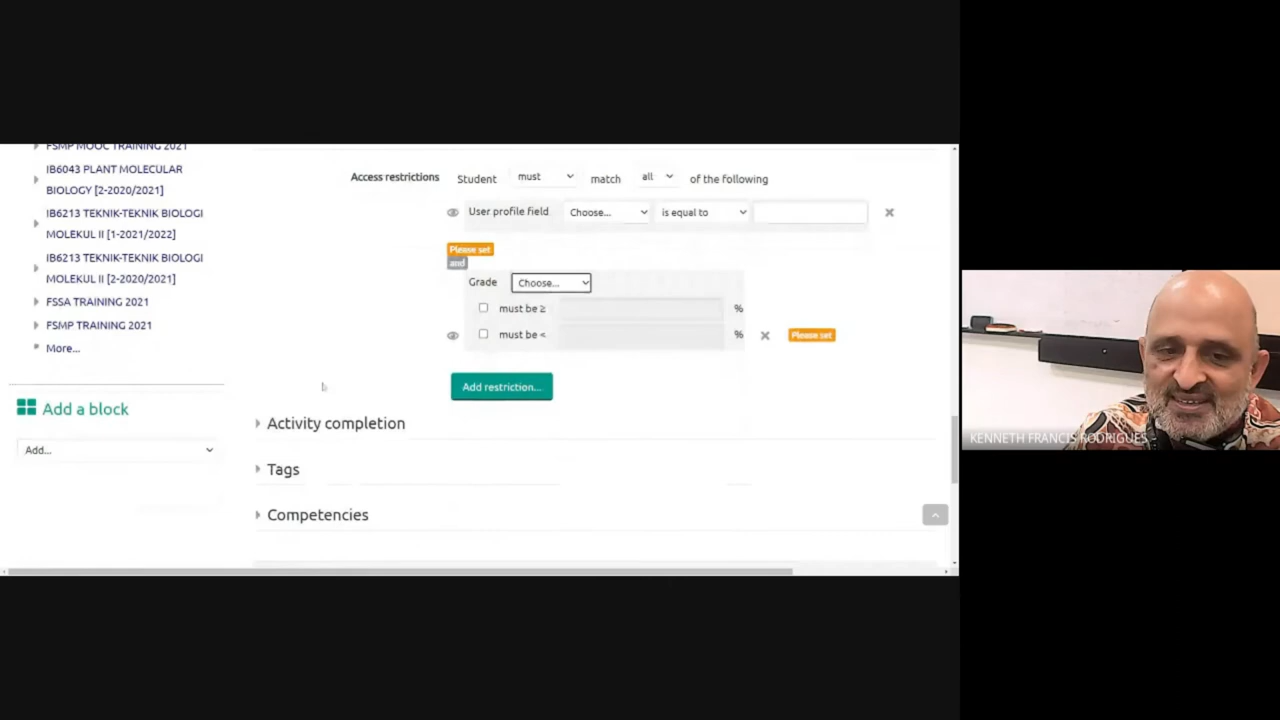 FSMP MOOC TRAINING 2021
IB6043 PLANT MOLECULAR
BIOLOGY [2-2020/2021]
IB6213 TEKNIK-TEKNIK BIOLOGI
MOLEKUL II [1-2021/2022]
IB6213 TEKNIK-TEKNIK BIOLOGI
MOLEKUL II [2-2020/2021]
FSSA TRAINING 2021
FSMP TRAINING 2021
More...
Add a block
Add...
Access restrictions Student must match all of the following
User profile field Choose... is equal to
Please set
and
Grade Choose...
must be ≥ %
must be < % Please set
Add restriction...
Activity completion
Tags
Competencies
KENNETH FRANCIS RODRIGUES -